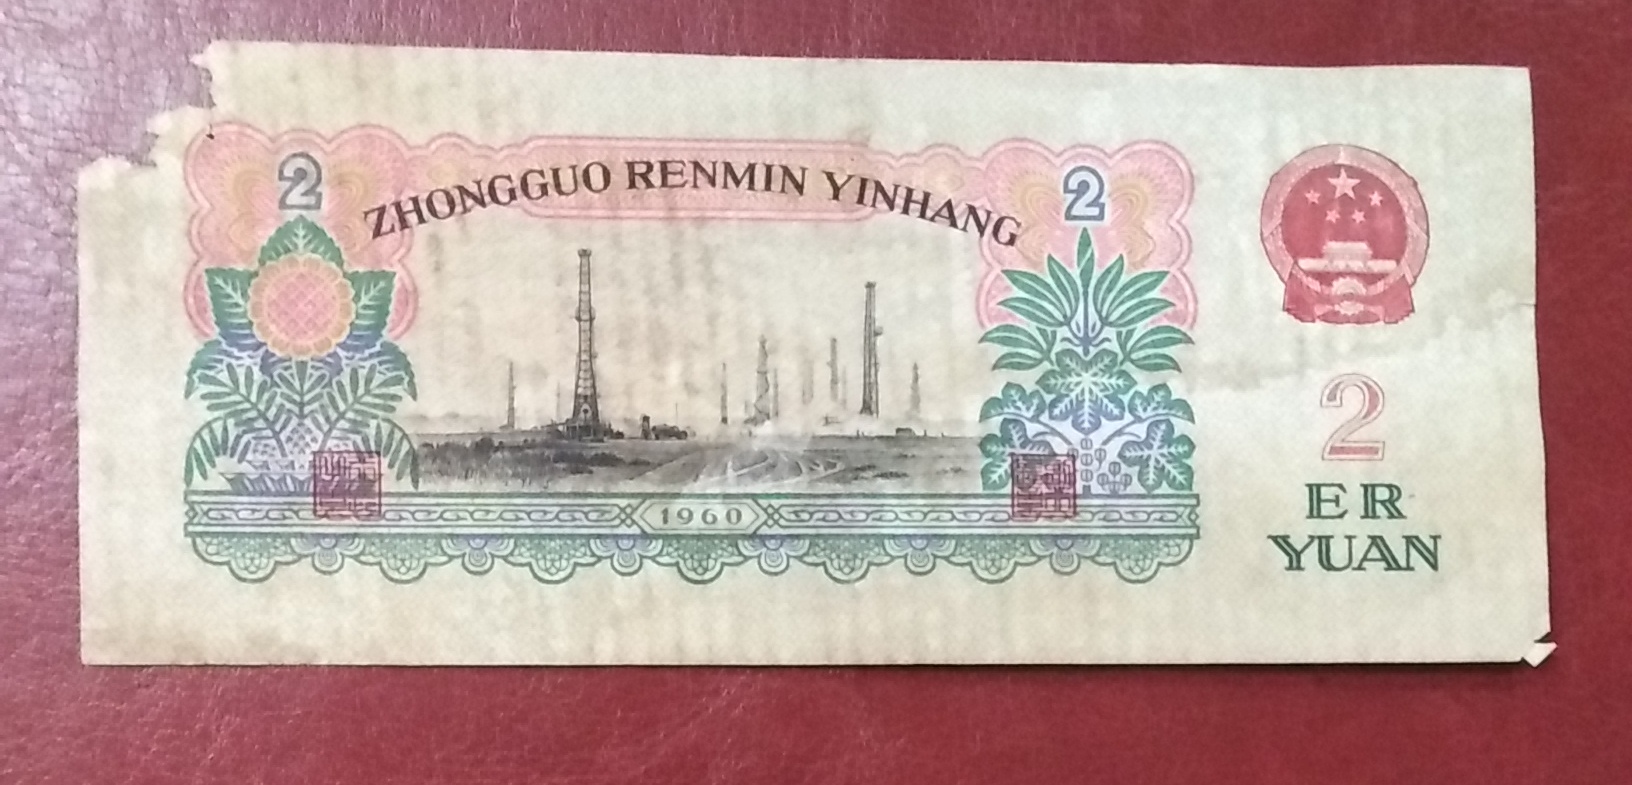 2
ZHONGGUO RENMIN YINHANG
2
2
ER
YUAN
1960